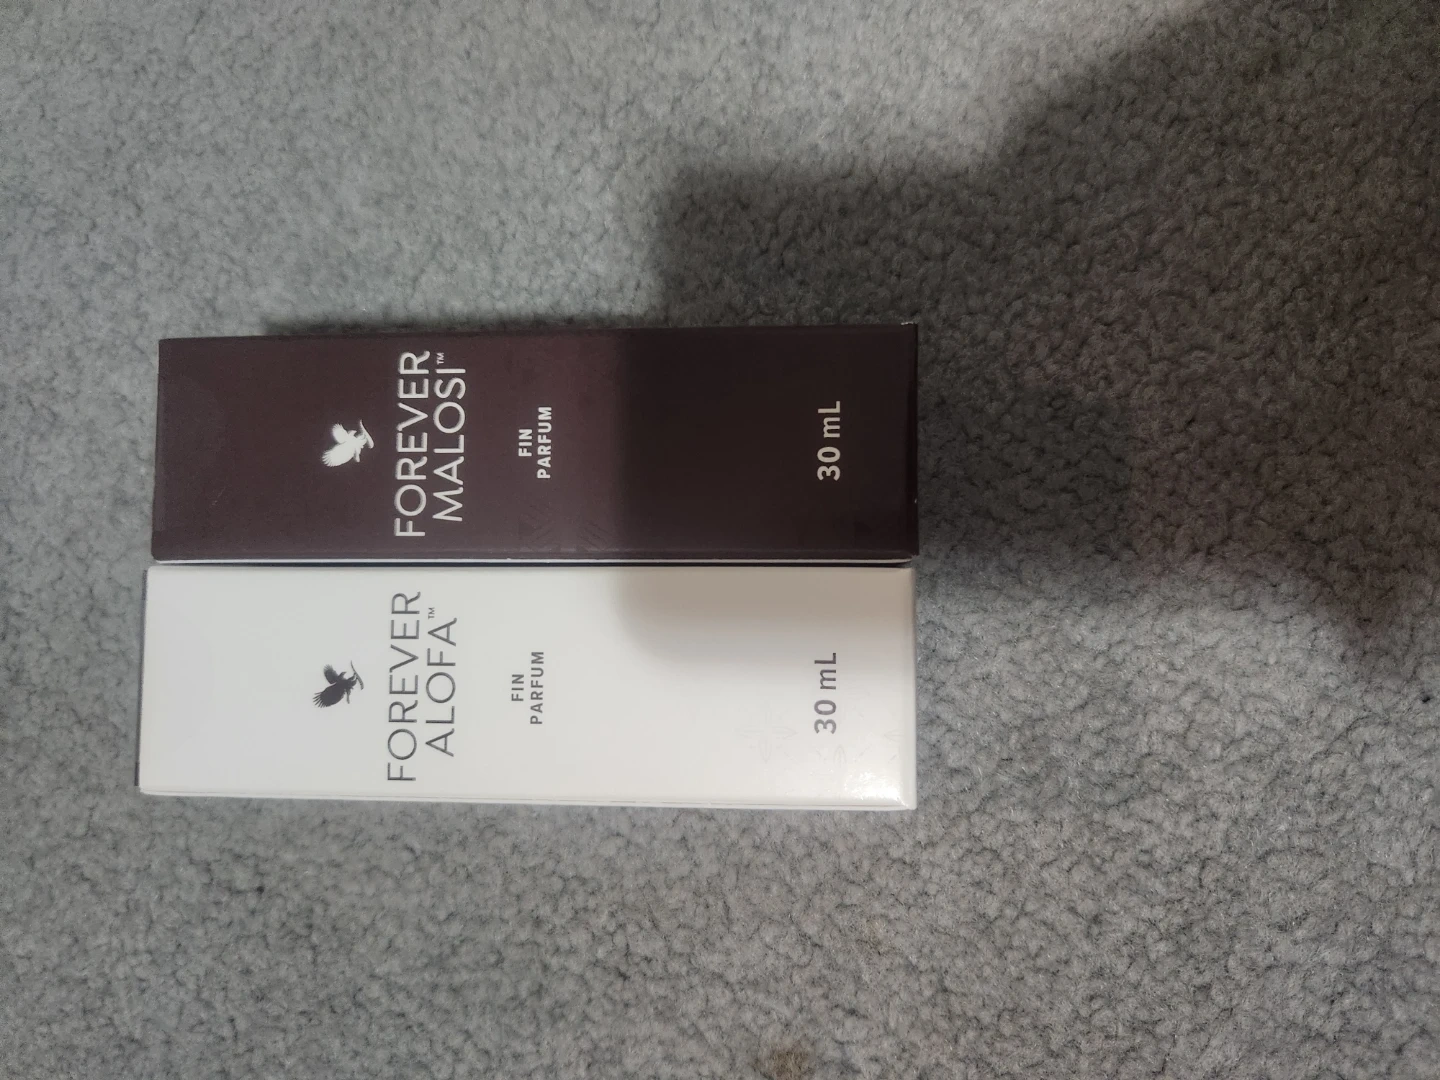 FOREVER
MALOSI™
FIN
PARFUM
30 mL
FOREVER
ALOFA™
FIN
PARFUM
30 mL